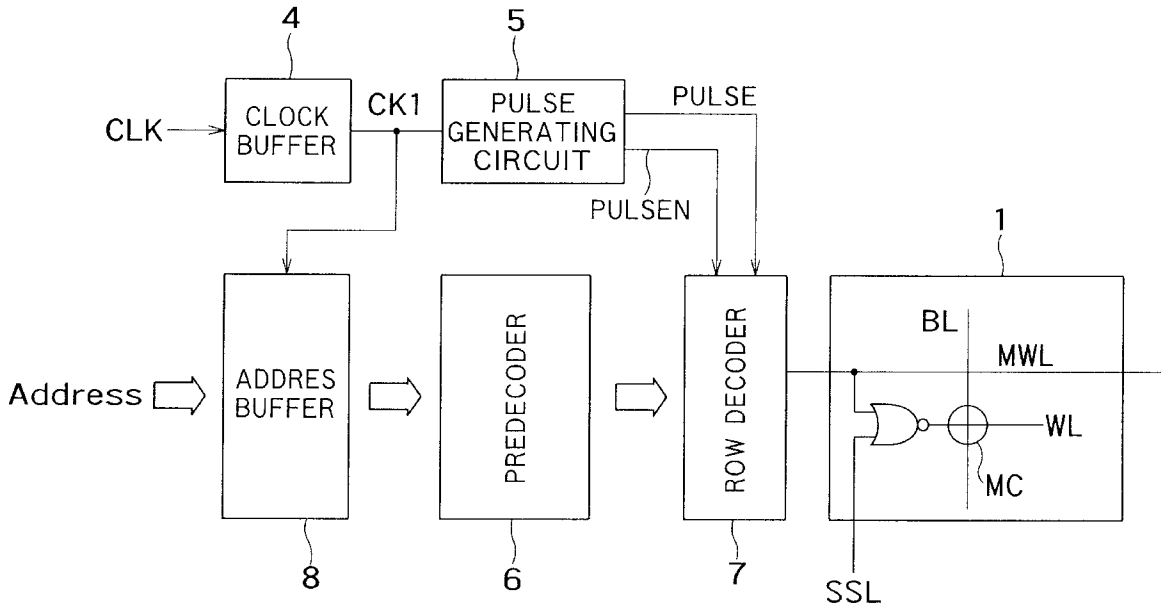 4
5
CLK
CLOCK
BUFFER
CK1
PULSE
GENERATING
CIRCUIT
PULSE
PULSEN
1
Address
ADDRES
BUFFER
PREDECODER
ROW DECODER
BL
MWL
WL
MC
8
6
7
SSL